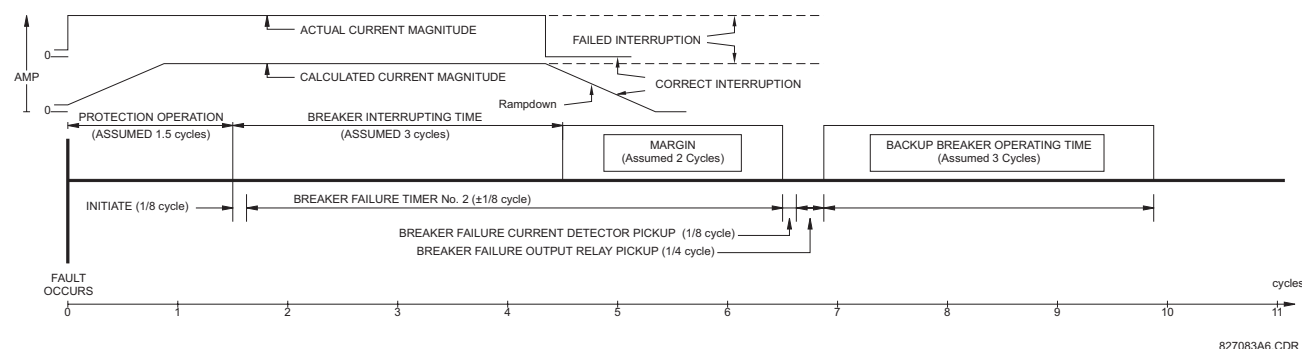 ACTUAL CURRENT MAGNITUDE
FAILED INTERRUPTION
0
AMP
CALCULATED CURRENT MAGNITUDE
CORRECT INTERRUPTION
Rampdown
0
PROTECTION OPERATION
(ASSUMED 1.5 cycles)
BREAKER INTERRUPTING TIME
(ASSUMED 3 cycles)
MARGIN
(Assumed 2 Cycles)
BACKUP BREAKER OPERATING TIME
(Assumed 3 Cycles)
INITIATE (1/8 cycle)
BREAKER FAILURE TIMER No. 2 (±1/8 cycle)
BREAKER FAILURE CURRENT DETECTOR PICKUP (1/8 cycle)
BREAKER FAILURE OUTPUT RELAY PICKUP (1/4 cycle)
FAULT
OCCURS
cycles
0 1 2 3 4 5 6 7 8 9 10 11
827083A6.CDR